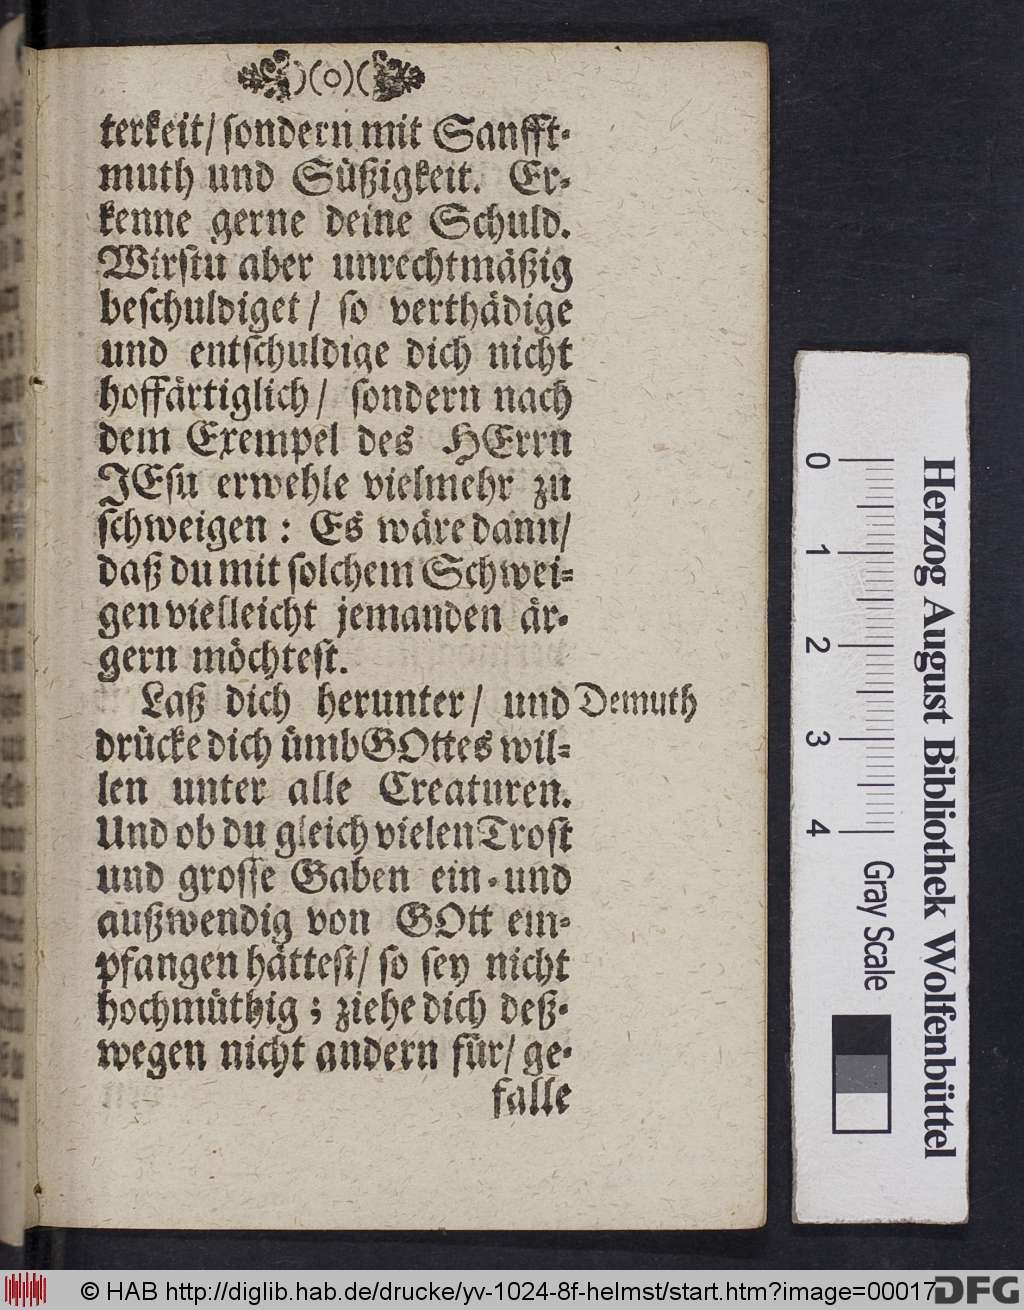 )(o)(
terkeit/ sondern mit Sanfft-
muth und Süßigkeit. Er-
kenne gerne deine Schuld.
Wirstu aber unrechtmäßig
beschuldiget/ so verthädige
und entschuldige dich nicht
hoffärtiglich/ sondern nach
dem Exempel des HErrn
JEsu erwehle vielmehr zu
schweigen: Es wäre dann/
daß du mit solchem Schwei-
gen vielleicht jemanden är-
gern möchtest.
Laß dich herunter/ und
Demuth
drücke dich ümb GOttes wil-
len unter alle Creaturen.
Und ob du gleich vielen Trost
und grosse Gaben ein- und
außwendig von GOtt em-
pfangen hättest/ so sey nicht
hochmüthig; ziehe dich deß-
wegen nicht andern für/ ge-
falle
0 1 2 3 4
Gray Scale
Herzog August Bibliothek Wolfenbüttel
© HAB http://diglib.hab.de/drucke/yv-1024-8f-helmst/start.htm?image=00017
DFG